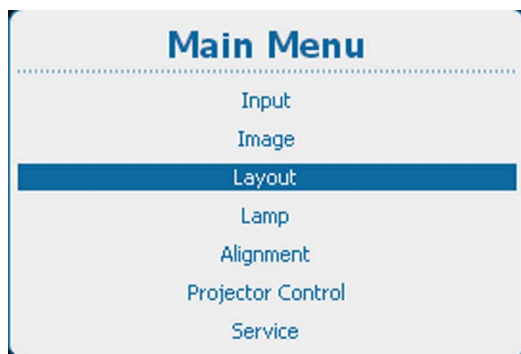 Main Menu
Input
Image
Layout
Lamp
Alignment
Projector Control
Service